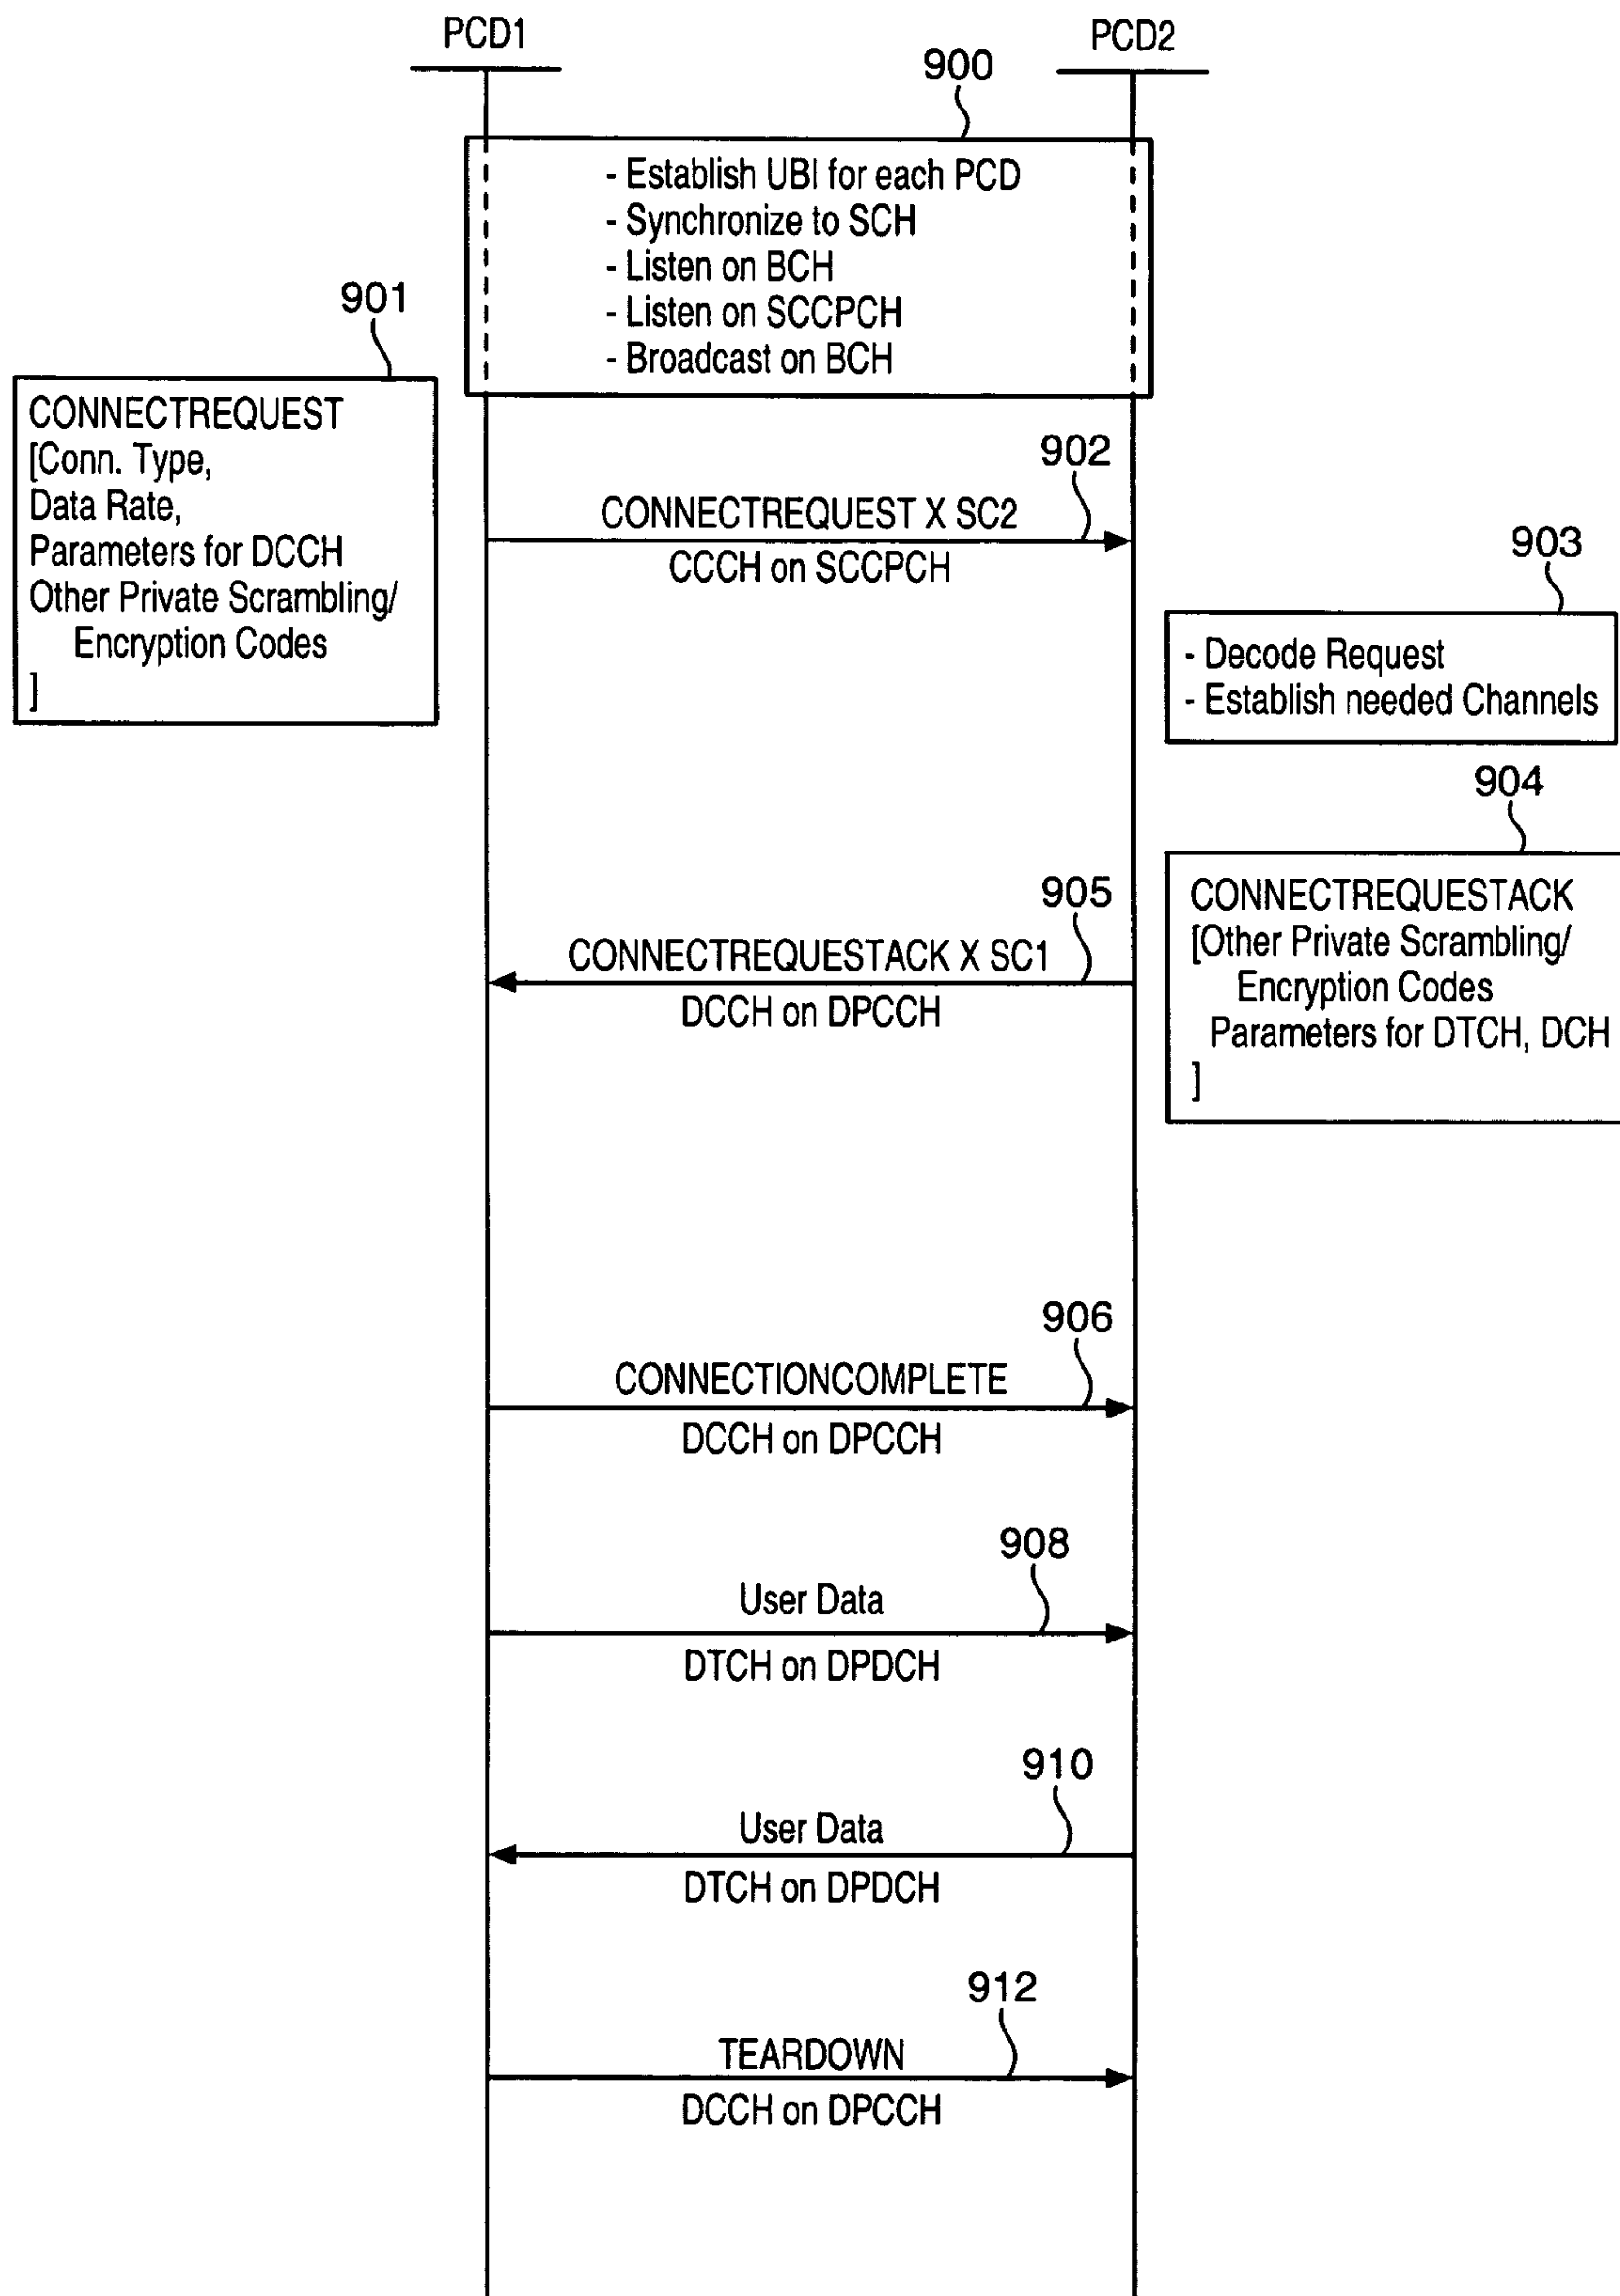 PCD1
PCD2
900
- Establish UBI for each PCD
- Synchronize to SCH
- Listen on BCH
- Listen on SCCPCH
- Broadcast on BCH
901
CONNECTREQUEST
[Conn. Type,
Data Rate,
Parameters for DCCH
Other Private Scrambling/
Encryption Codes
]
902
CONNECTREQUEST X SC2
CCCH on SCCPCH
903
- Decode Request
- Establish needed Channels
904
CONNECTREQUESTACK
[Other Private Scrambling/
Encryption Codes
Parameters for DTCH, DCH
]
905
CONNECTREQUESTACK X SC1
DCCH on DPCCH
906
CONNECTIONCOMPLETE
DCCH on DPCCH
908
User Data
DTCH on DPDCH
910
User Data
DTCH on DPDCH
912
TEARDOWN
DCCH on DPCCH